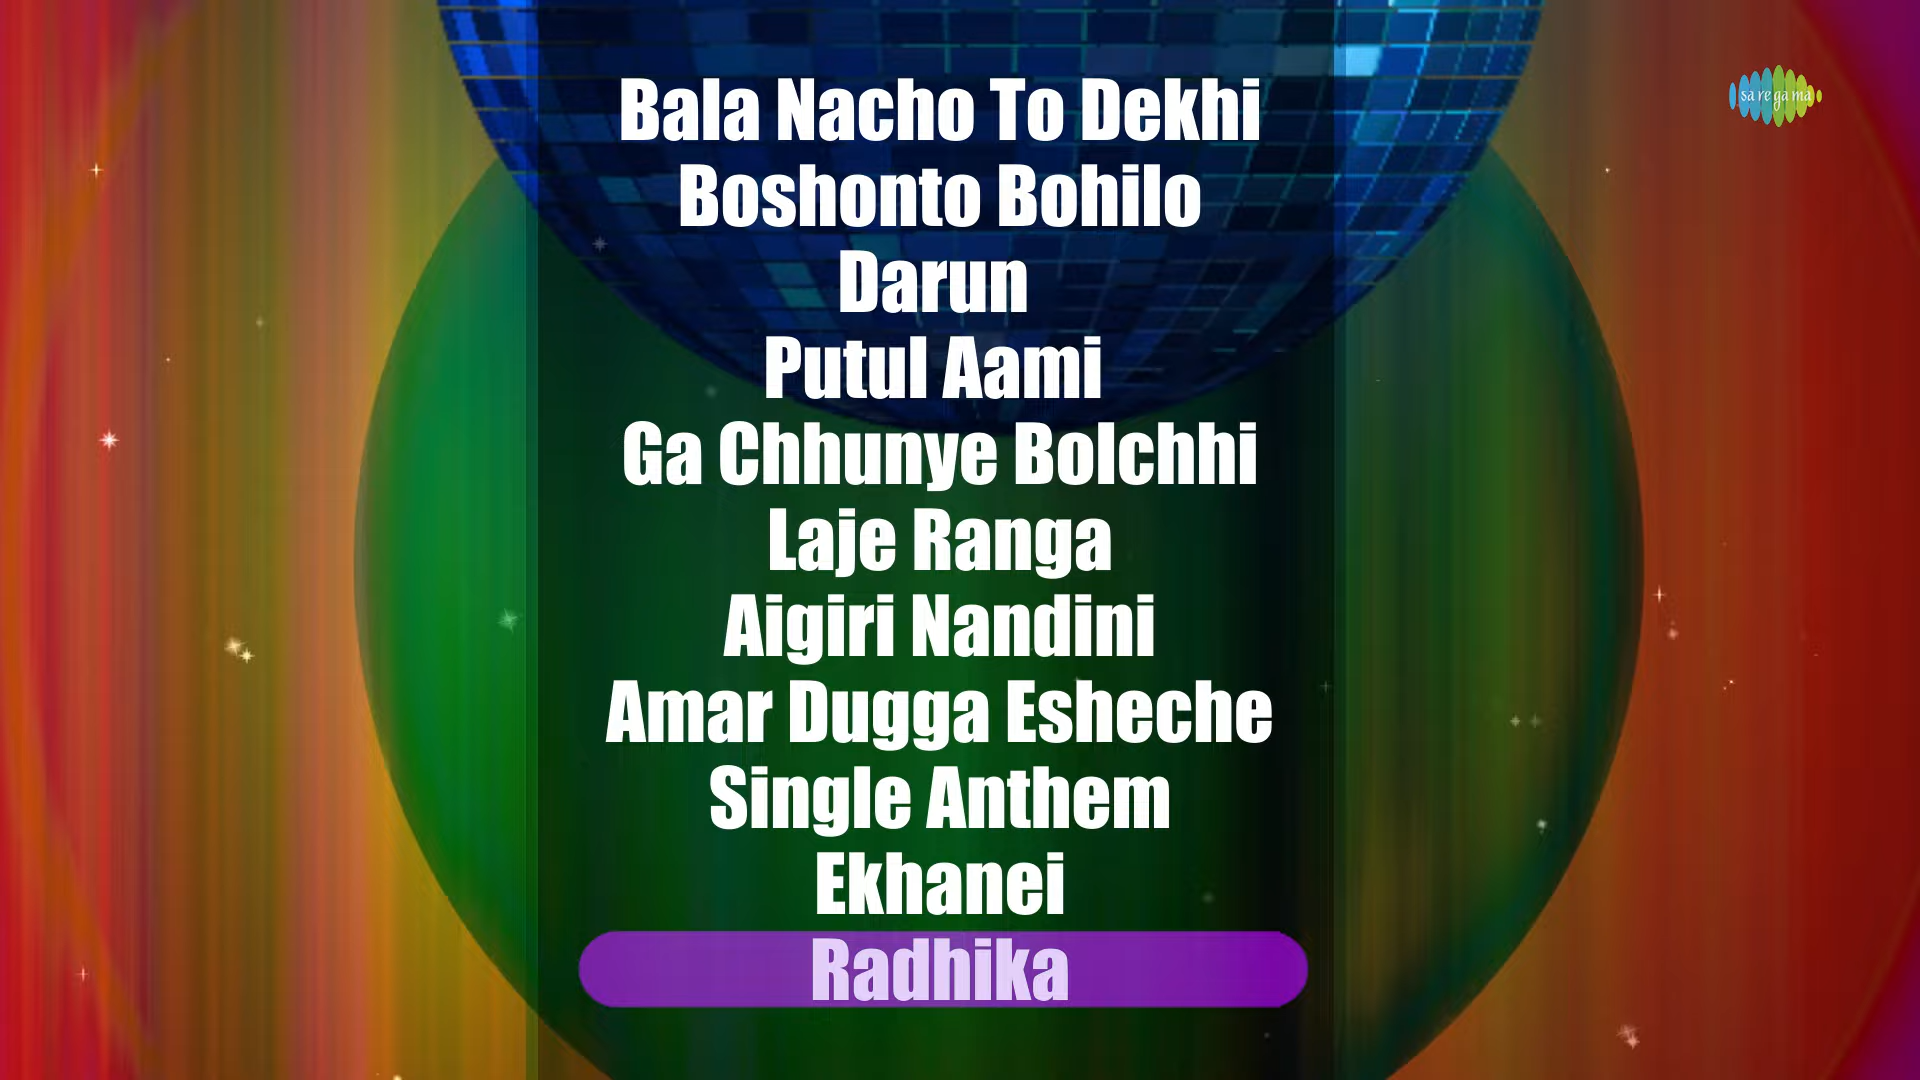 Bala Nacho To Dekhi
sa re ga ma
Boshonto Bohilo
Darun
Putul Aami
Ga Chhunye Bolchhi
Laje Ranga
Aigiri Nandini
Amar Dugga Esheche
Single Anthem
Ekhanei
Radhika